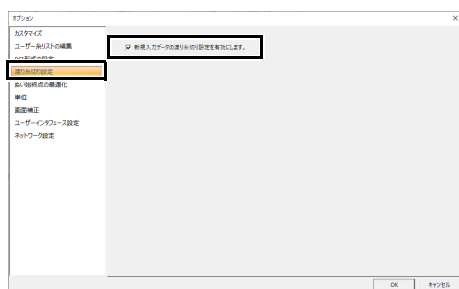 オプション
カスタマイズ
ユーザー糸リストの編集
渡り糸切り設定
新規入力データの渡り糸切り設定を有効にします。
縫い始終点の最適化
単位
画面補正
ユーザーインタフェース設定
ネットワーク設定
OK
キャンセル